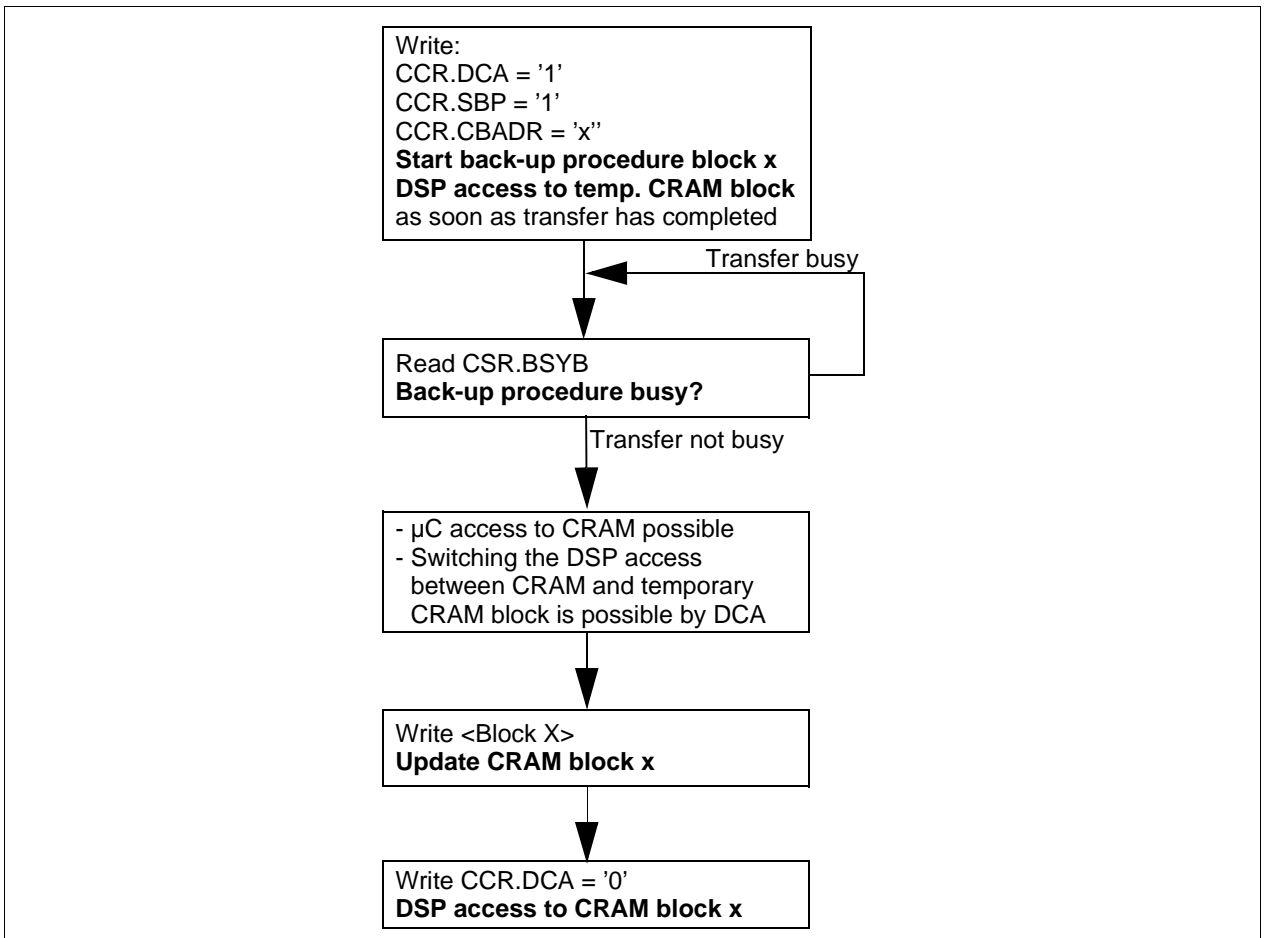 Write:
CCR.DCA = ’1’
CCR.SBP = ’1’
CCR.CBADR = ’x’’
Start back-up procedure block x
DSP access to temp. CRAM block
as soon as transfer has completed
Transfer busy
Read CSR.BSYB
Back-up procedure busy?
Transfer not busy
- µC access to CRAM possible
- Switching the DSP access
between CRAM and temporary
CRAM block is possible by DCA
Write <Block X>
Update CRAM block x
Write CCR.DCA = ’0’
DSP access to CRAM block x